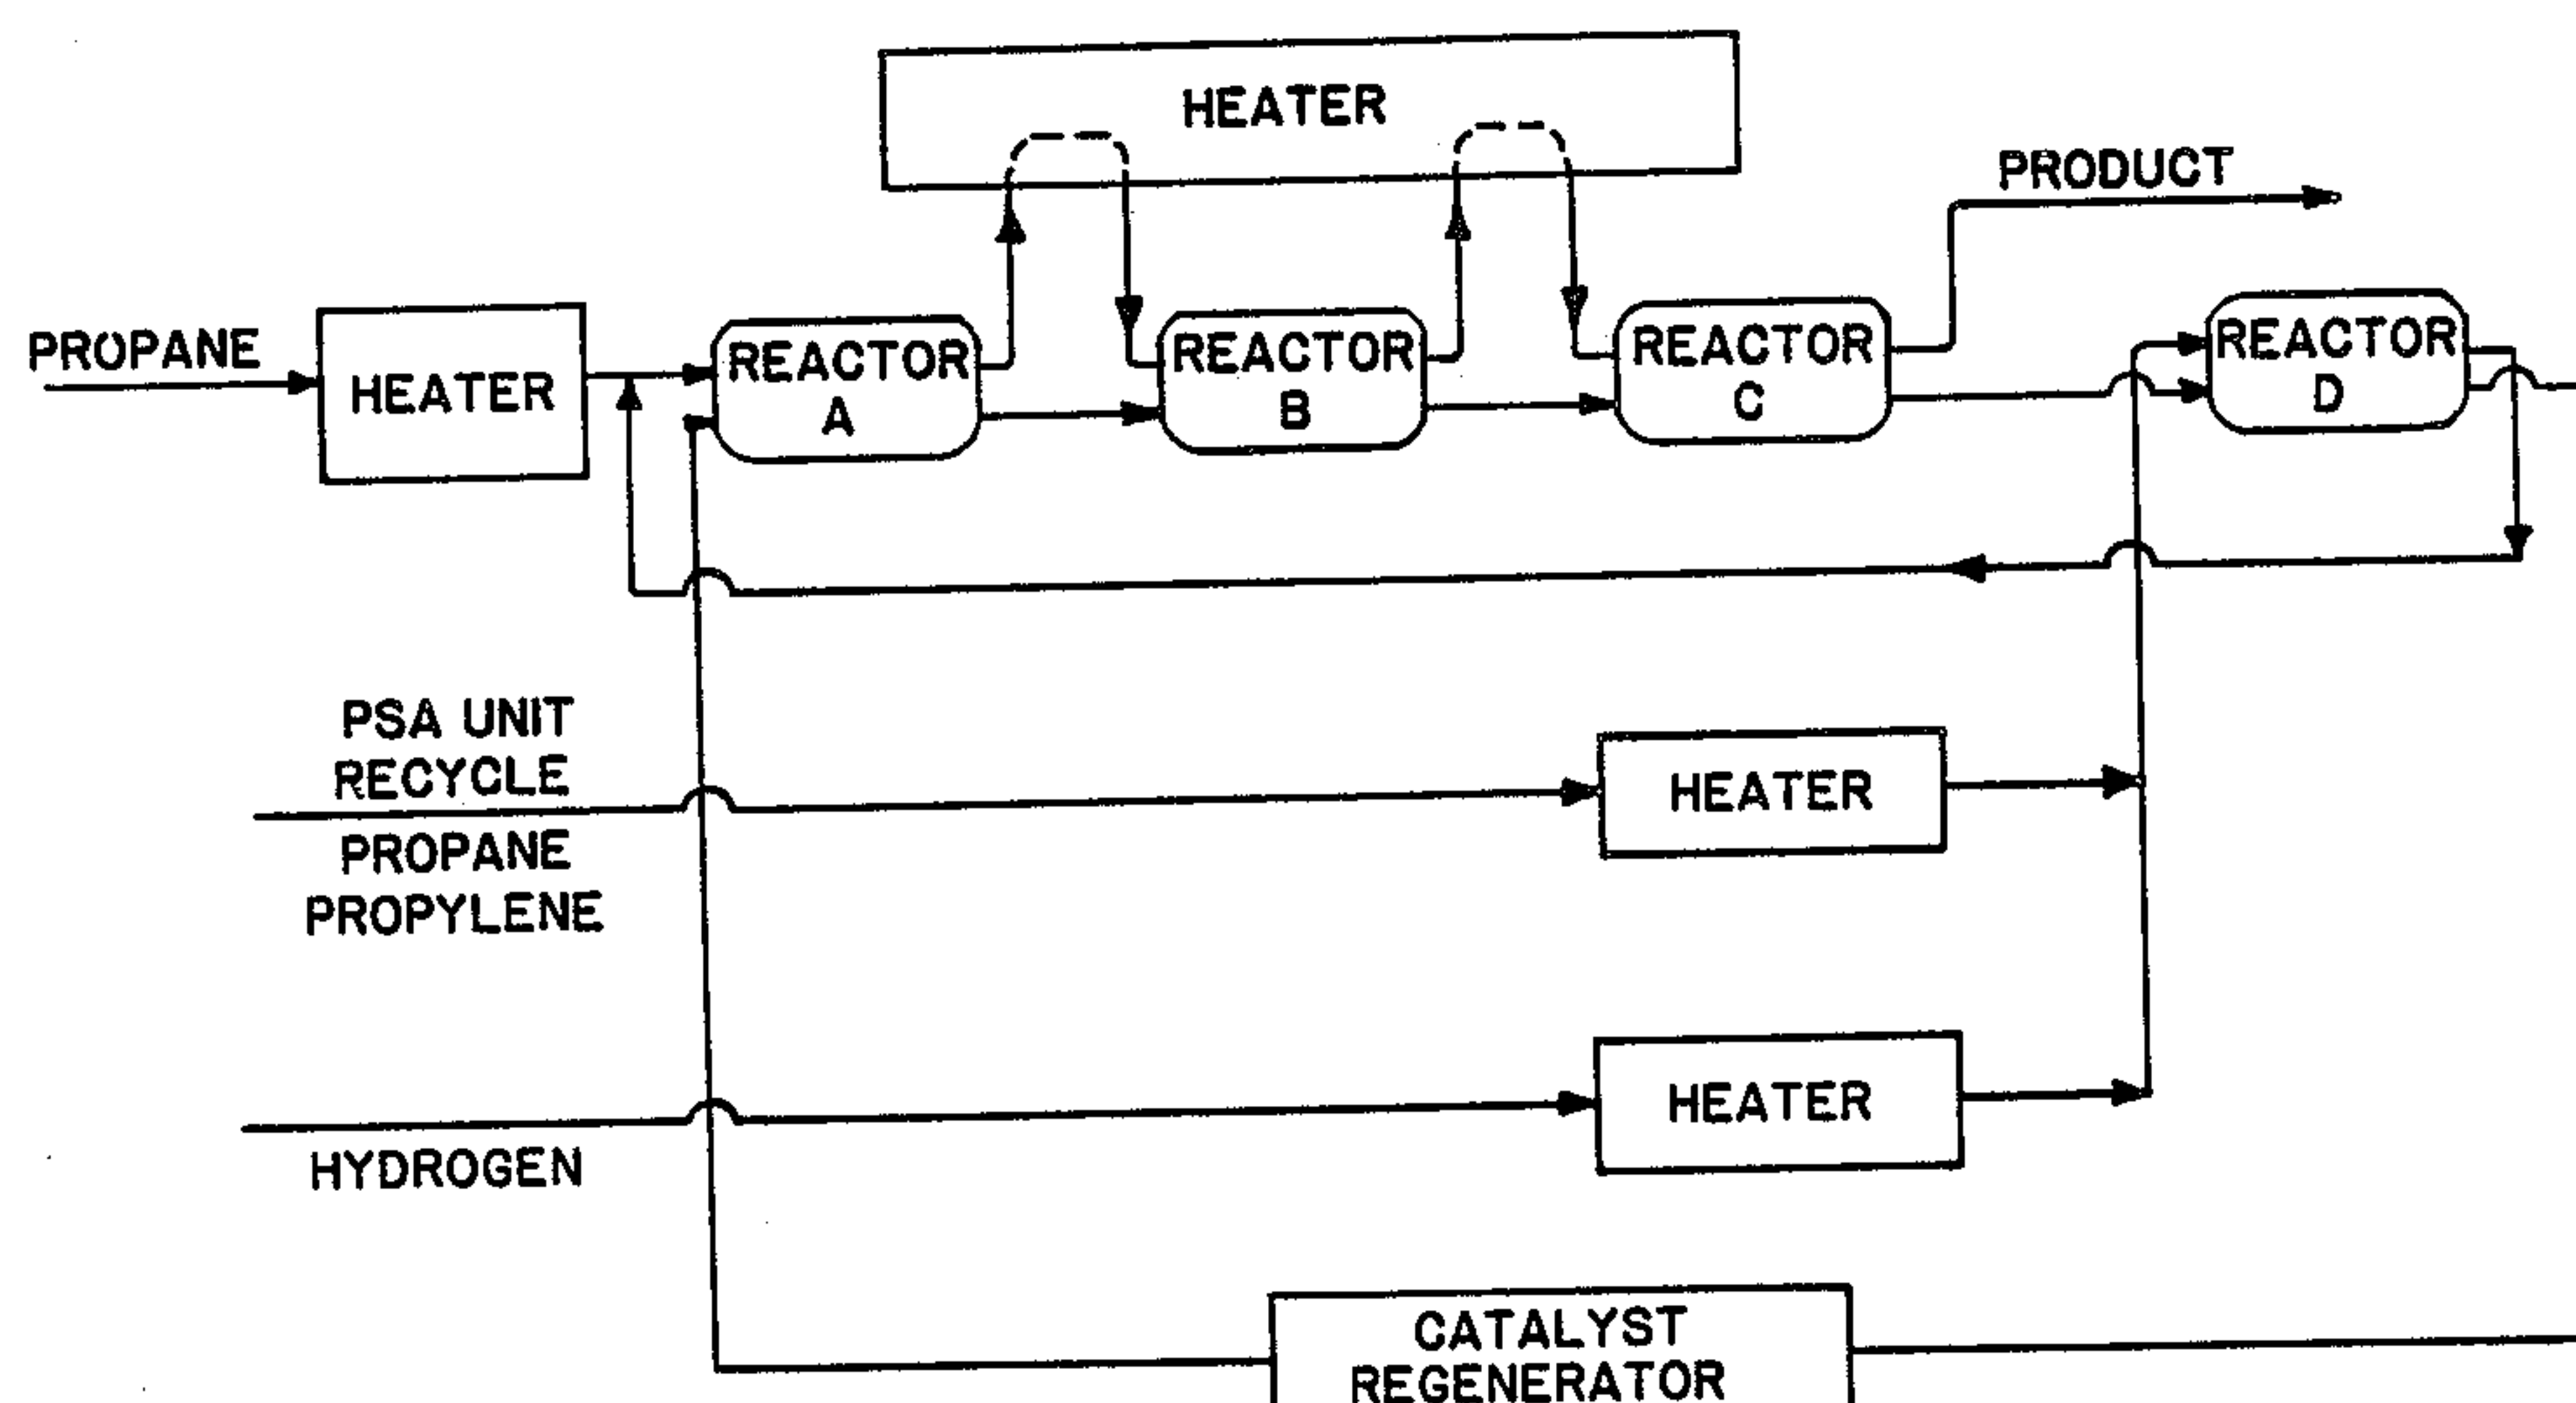 HEATER
PRODUCT
PROPANE
HEATER
REACTOR
A
REACTOR
B
REACTOR
C
REACTOR
D
PSA UNIT
RECYCLE
PROPANE
PROPYLENE
HEATER
HEATER
HYDROGEN
CATALYST
REGENERATOR